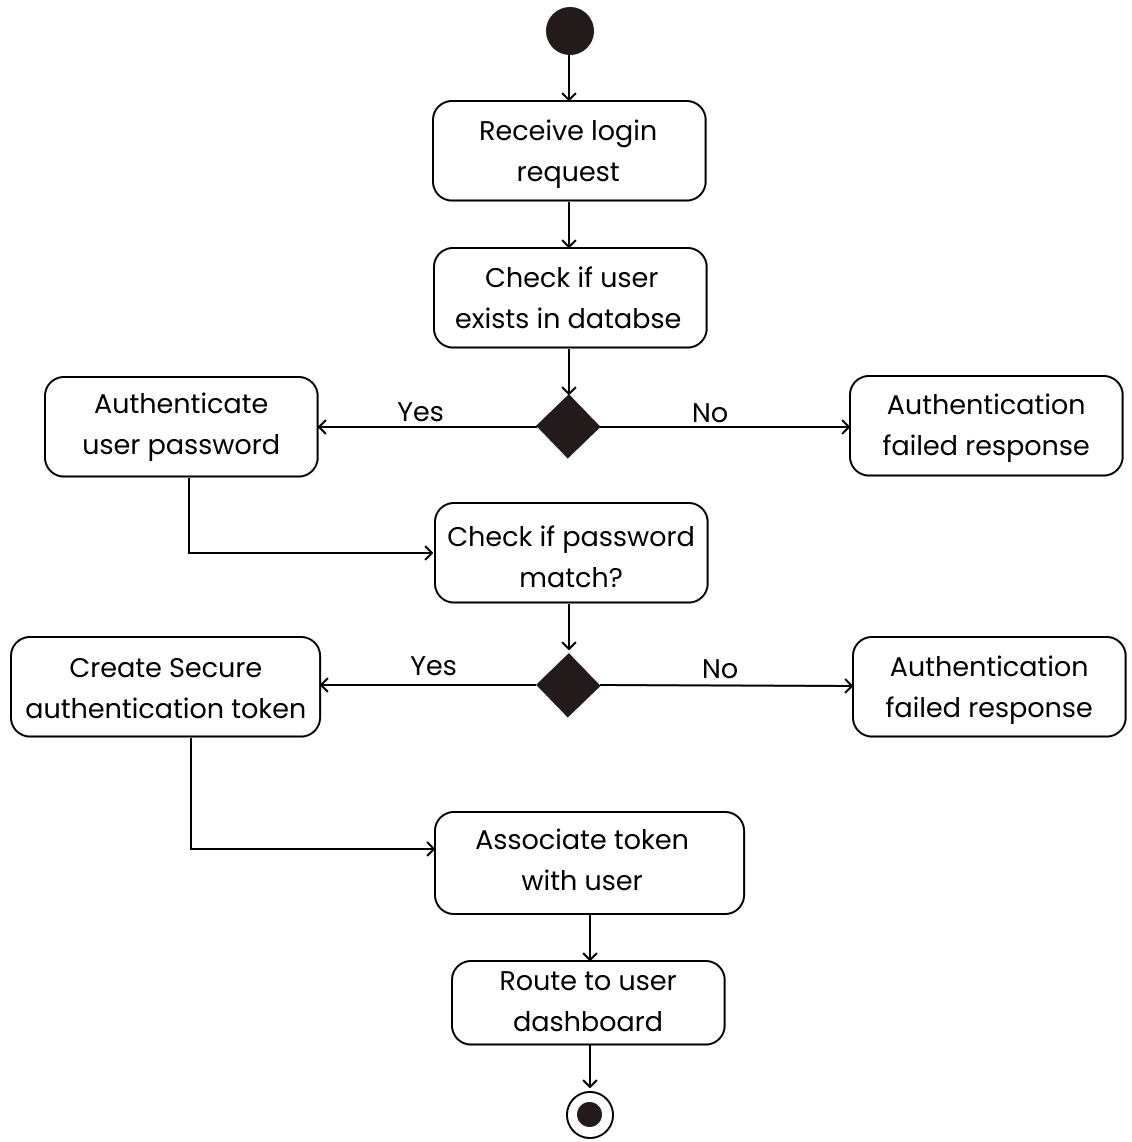 Receive login
request
Check if user
exists in databse
Authenticate
user password
Yes
No
Authentication
failed response
Check if password
match?
Create Secure
authentication token
Yes
No
Authentication
failed response
Associate token
with user
Route to user
dashboard